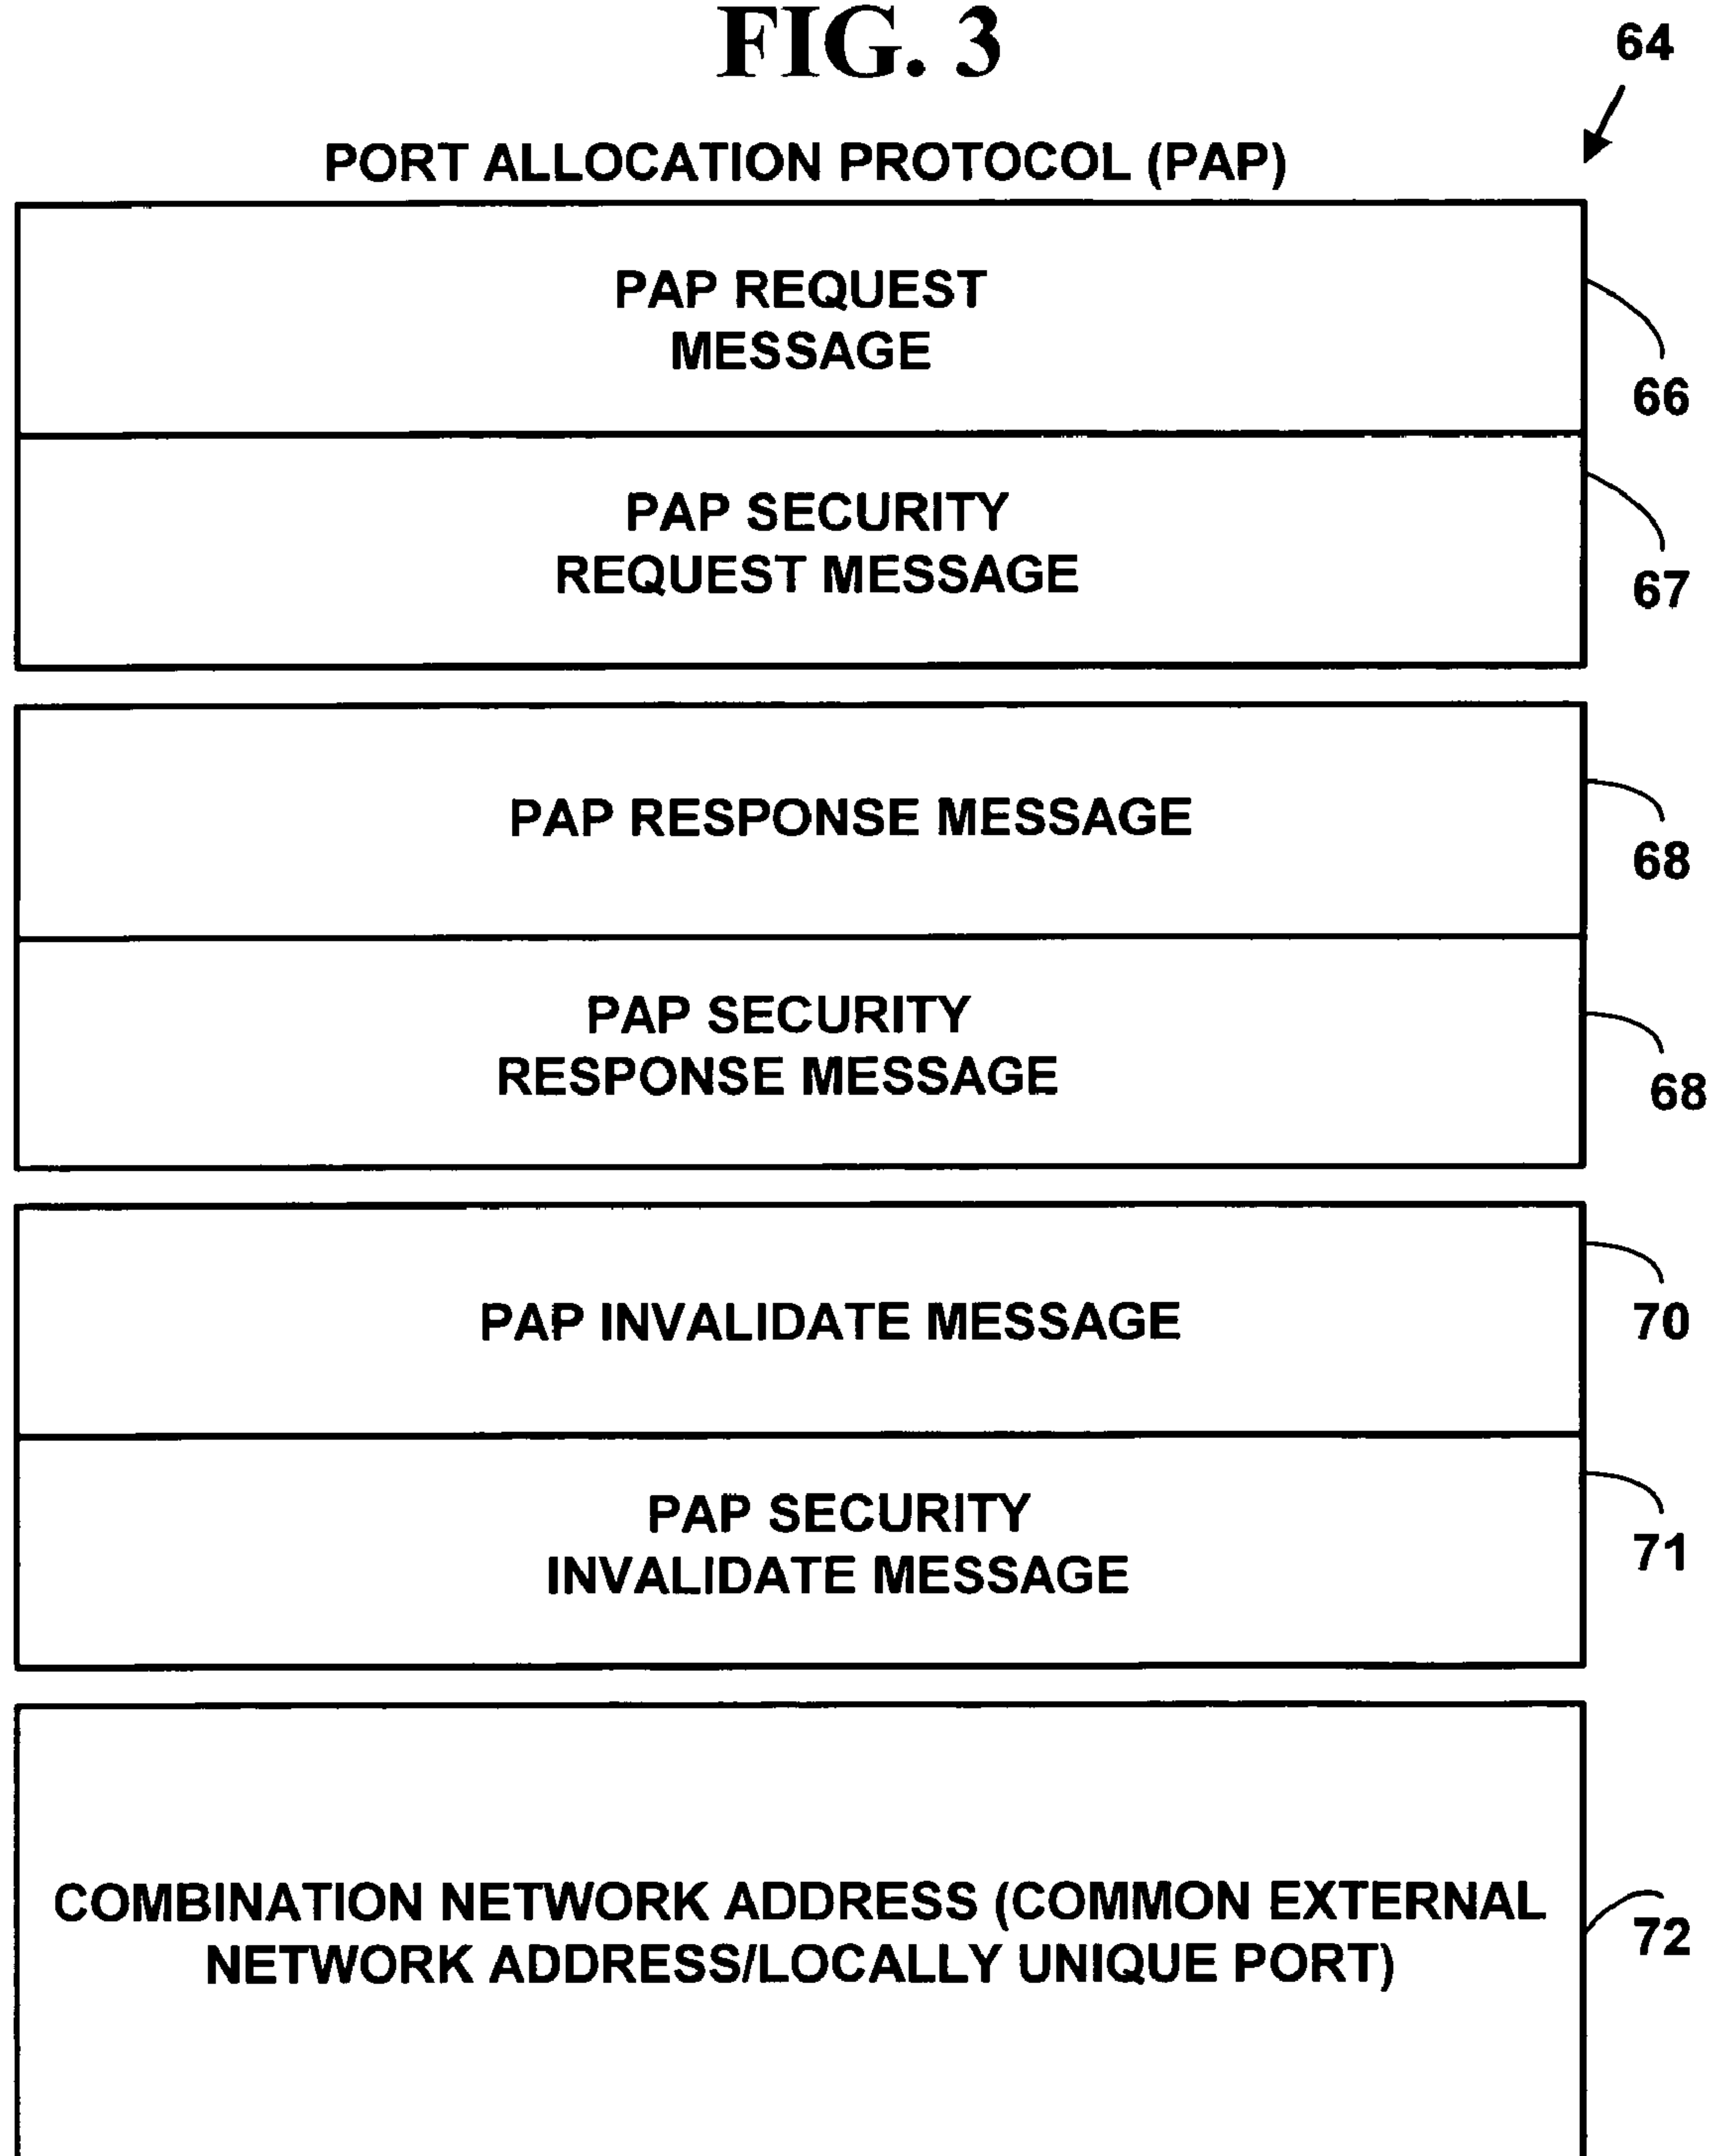 FIG. 3
64
PORT ALLOCATION PROTOCOL (PAP)
PAP REQUEST
MESSAGE
66
PAP SECURITY
REQUEST MESSAGE
67
PAP RESPONSE MESSAGE
68
PAP SECURITY
RESPONSE MESSAGE
68
PAP INVALIDATE MESSAGE
70
PAP SECURITY
INVALIDATE MESSAGE
71
COMBINATION NETWORK ADDRESS (COMMON EXTERNAL
NETWORK ADDRESS/LOCALLY UNIQUE PORT)
72